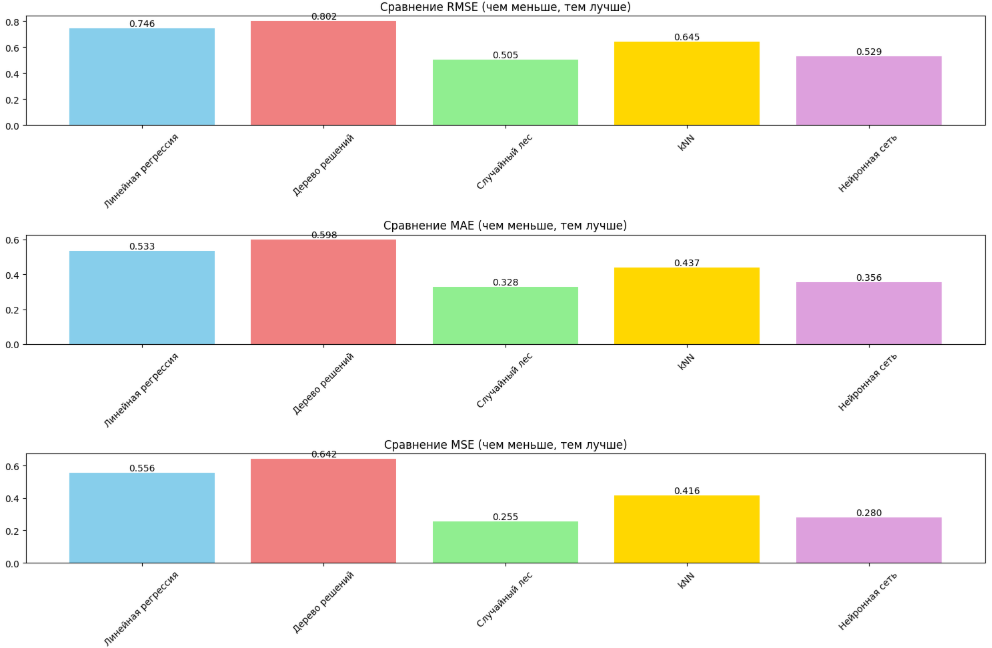 Сравнение RMSE (чем меньше, тем лучше)
0.8
0.6
0.4
0.2
0.0
0.746
0.802
0.505
0.645
0.529
Линейная регрессия
Дерево решений
Случайный лес
kNN
Нейронная сеть
Сравнение MAE (чем меньше, тем лучше)
0.6
0.4
0.2
0.0
0.533
0.598
0.328
0.437
0.356
Линейная регрессия
Дерево решений
Случайный лес
kNN
Нейронная сеть
Сравнение MSE (чем меньше, тем лучше)
0.6
0.4
0.2
0.0
0.556
0.642
0.255
0.416
0.280
Линейная регрессия
Дерево решений
Случайный лес
kNN
Нейронная сеть